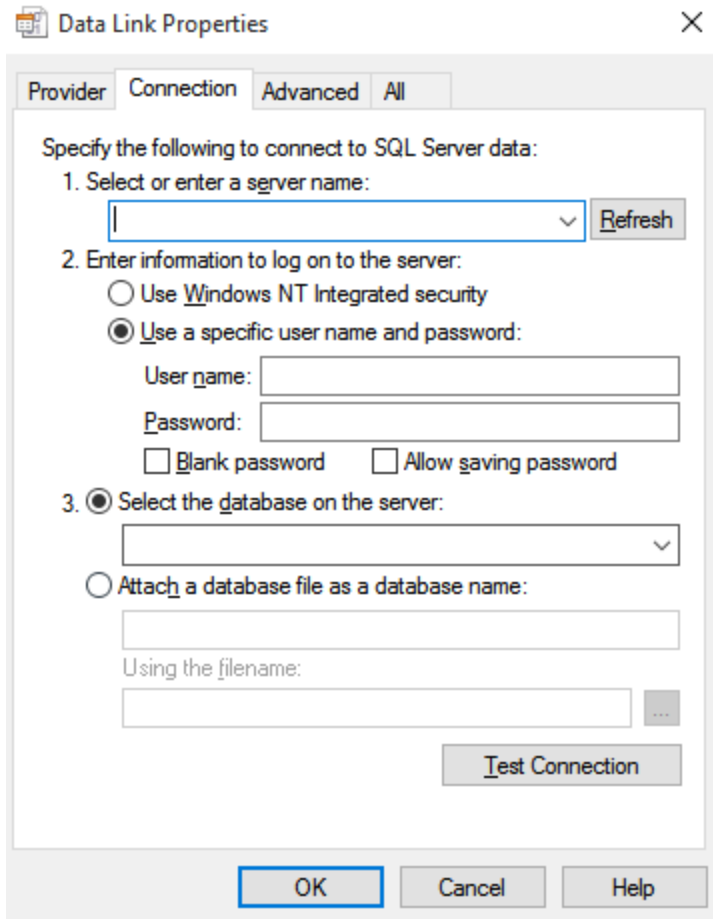 Data Link Properties
Provider Connection Advanced All
Specify the following to connect to SQL Server data:
1. Select or enter a server name:
Refresh
2. Enter information to log on to the server:
Use Windows NT Integrated security
Use a specific user name and password:
User name:
Password:
Blank password Allow saving password
3. Select the database on the server:
Attach a database file as a database name:
Using the filename:
...
Test Connection
OK Cancel Help